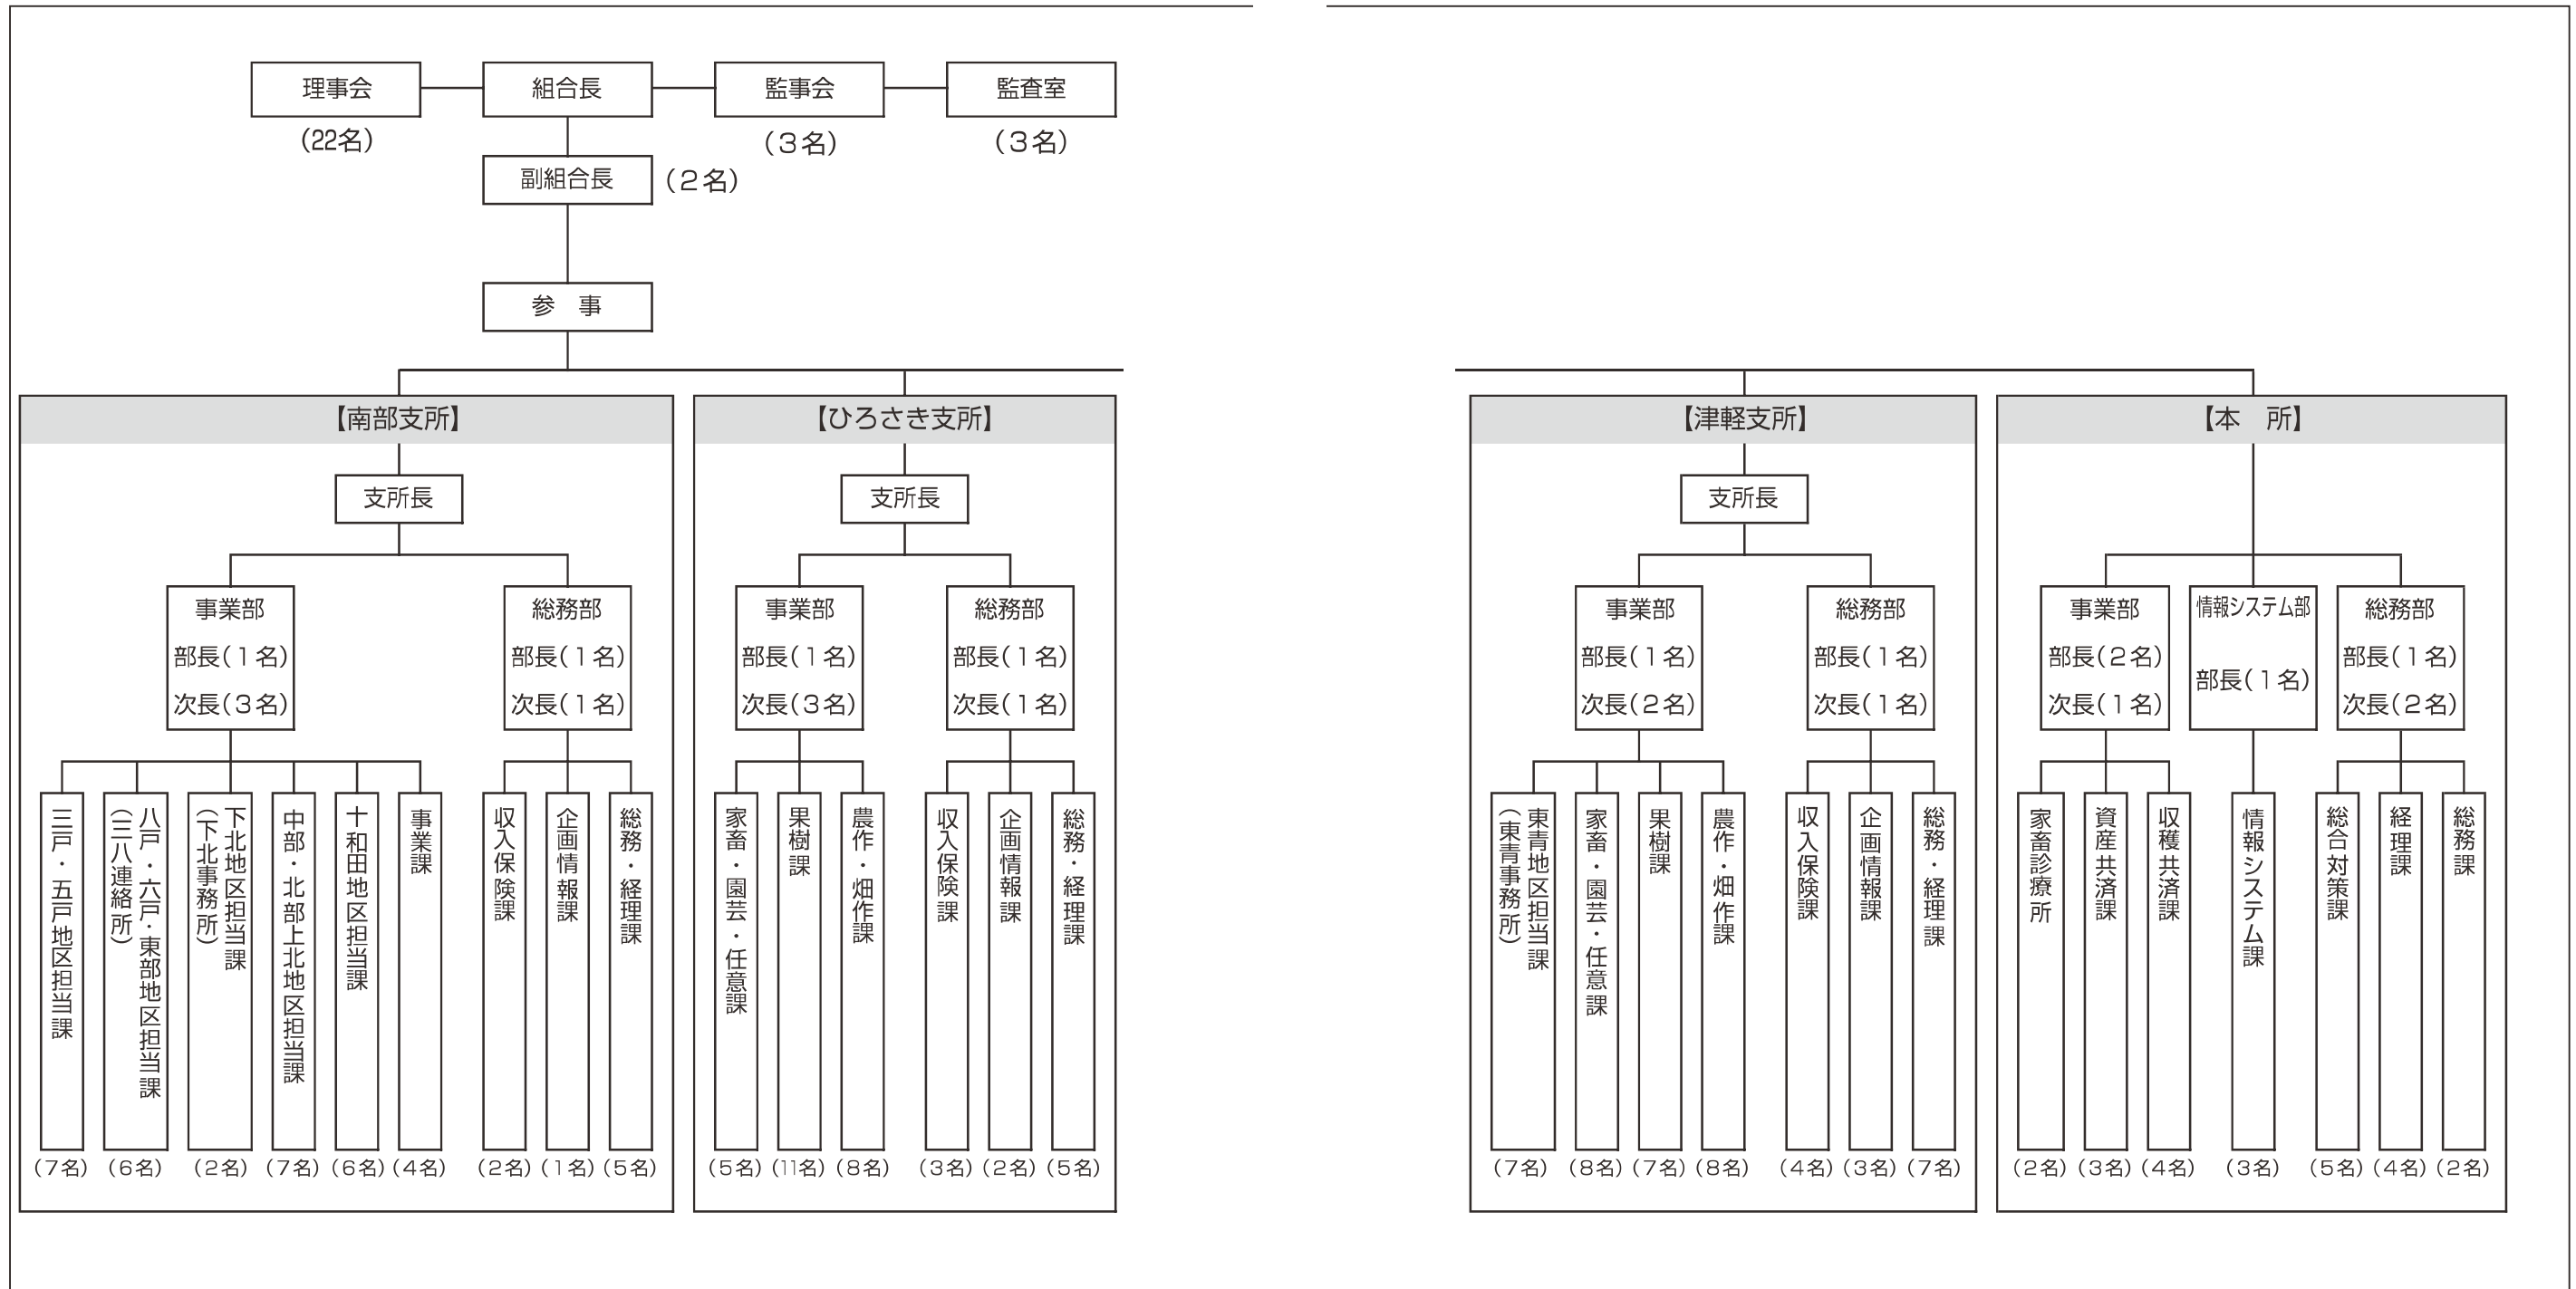 理事会
組合長
監事会
監査室
(22名)
(3名)
(3名)
副組合長
(2名)
参　事
【南部支所】
支所長
事業部
部長(1名)
次長(3名)
総務部
部長(1名)
次長(1名)
三戸・五戸地区担当課
(7名)
八戸・六戸・東部地区担当課
(三八連絡所)
(6名)
下北地区担当課
(下北事務所)
(2名)
中部・北部上北地区担当課
(7名)
十和田地区担当課
(6名)
事業課
(4名)
収入保険課
(2名)
企画情報課
(1名)
総務・経理課
(5名)
【ひろさき支所】
支所長
事業部
部長(1名)
次長(3名)
総務部
部長(1名)
次長(1名)
家畜・園芸・任意課
(5名)
果樹課
(11名)
農作・畑作課
(8名)
収入保険課
(3名)
企画情報課
(2名)
総務・経理課
(5名)
【津軽支所】
支所長
事業部
部長(1名)
次長(2名)
総務部
部長(1名)
次長(1名)
東青地区担当課
(東青事務所)
(7名)
家畜・園芸・任意課
(8名)
果樹課
(7名)
農作・畑作課
(8名)
収入保険課
(4名)
企画情報課
(3名)
総務・経理課
(7名)
【本　所】
事業部
部長(2名)
次長(1名)
情報システム部
部長(1名)
総務部
部長(1名)
次長(2名)
家畜診療所
(2名)
資産共済課
(3名)
収穫共済課
(4名)
情報システム課
(3名)
総合対策課
(5名)
経理課
(4名)
総務課
(2名)